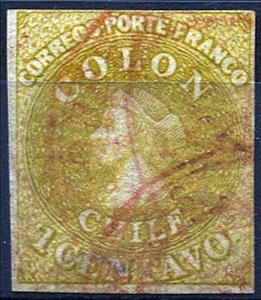 CORREOS PORTE FRANCO
COLON
CHILE
1 CENTAVO